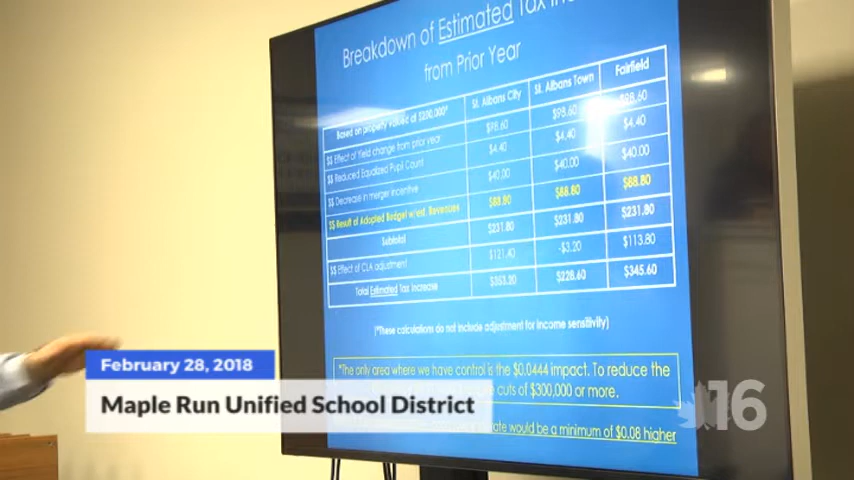 Breakdown of Estimated Tax Inc
from Prior Year
Based on property valued at $200,000* St. Albans City St. Albans Town Fairfield
$$ Effect of Yield change from prior year $98.60 $98.60 $98.60
$$ Reduced Equalized Pupil Count $4.40 $4.40 $4.40
$$ Decrease in merger incentive $40.00 $40.00 $40.00
$$ Result of Adopted Budget w/est. Revenues $88.80 $88.80 $88.80
Subtotal $231.80 $231.80 $231.80
$$ Effect of CLA adjustment $121.40 -$3.20 $113.80
Total Estimated Tax Increase $353.20 $228.60 $345.60
(*These calculations do not include adjustment for income sensitivity)
*The only area where we have control is the $0.0444 impact. To reduce the
cuts of $300,000 or more.
would be a minimum of $0.08 higher
February 28, 2018
Maple Run Unified School District
16